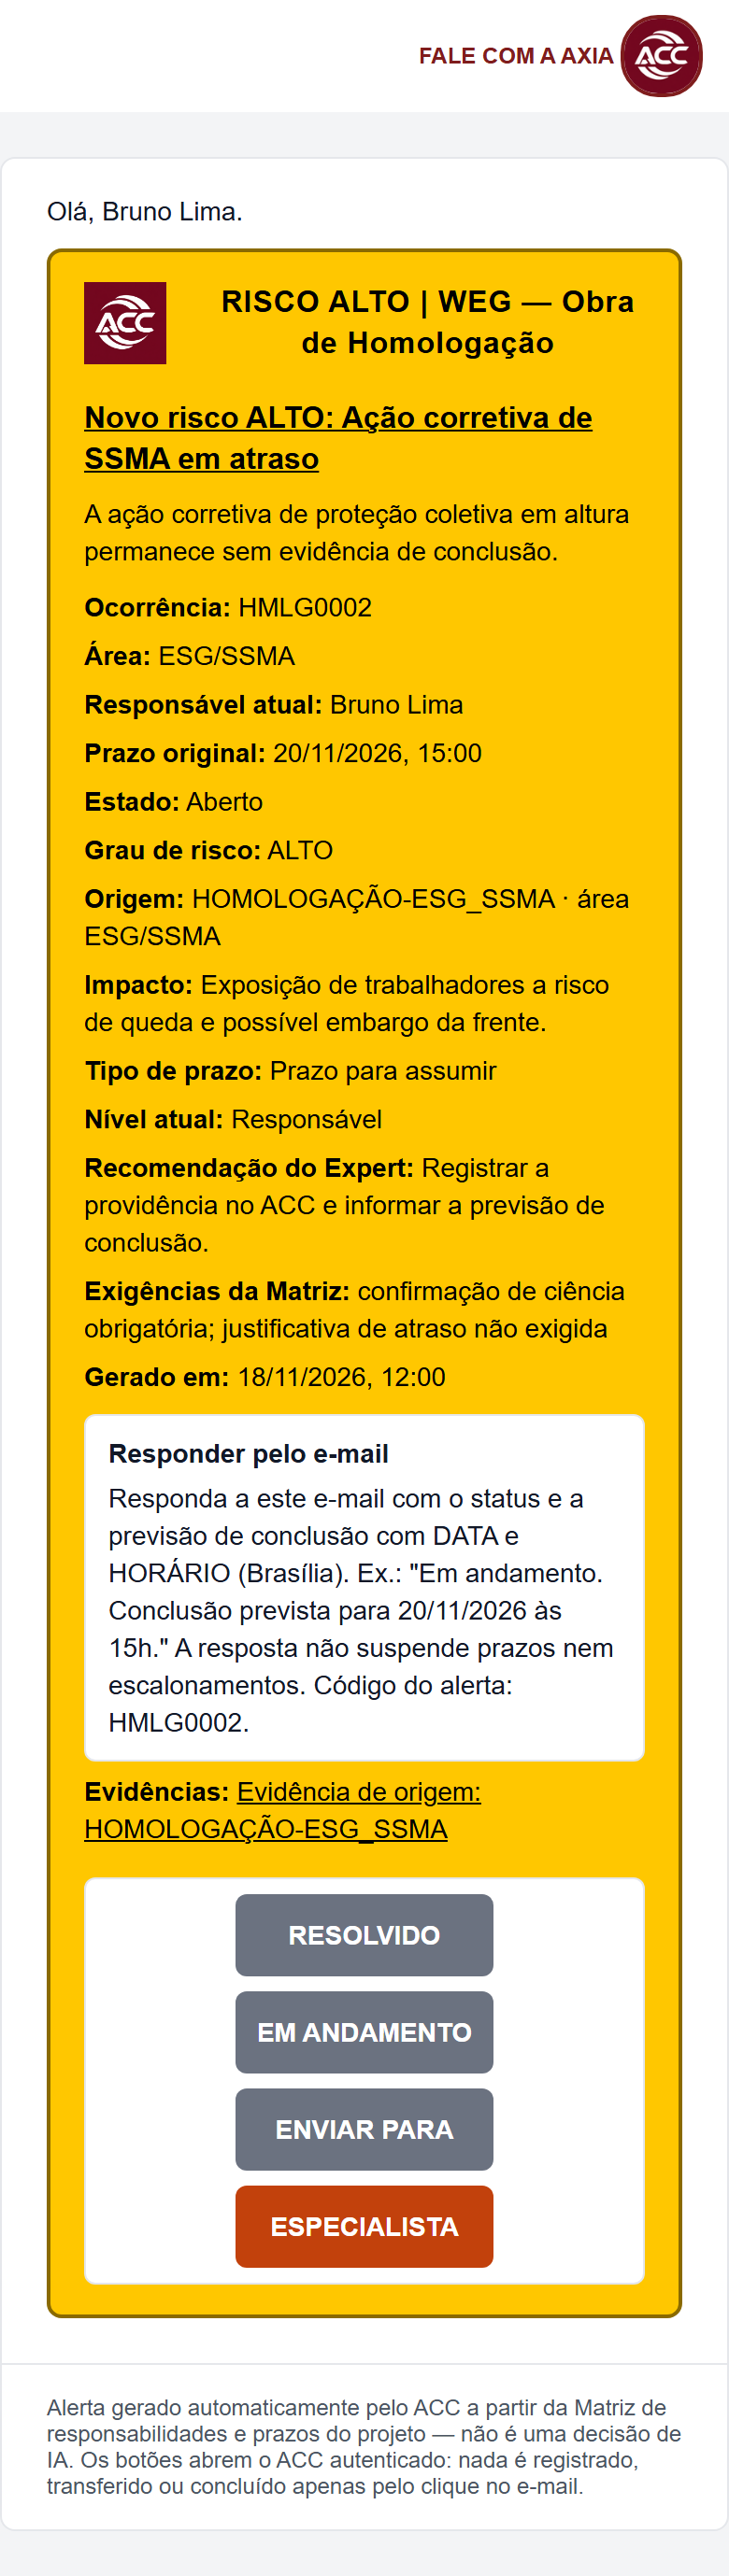 FALE COM A AXIA
ACC
Olá, Bruno Lima.
ACC
RISCO ALTO | WEG — Obra
de Homologação
Novo risco ALTO: Ação corretiva de
SSMA em atraso
A ação corretiva de proteção coletiva em altura
permanece sem evidência de conclusão.
Ocorrência: HMLG0002
Área: ESG/SSMA
Responsável atual: Bruno Lima
Prazo original: 20/11/2026, 15:00
Estado: Aberto
Grau de risco: ALTO
Origem: HOMOLOGAÇÃO-ESG_SSMA · área
ESG/SSMA
Impacto: Exposição de trabalhadores a risco
de queda e possível embargo da frente.
Tipo de prazo: Prazo para assumir
Nível atual: Responsável
Recomendação do Expert: Registrar a
providência no ACC e informar a previsão de
conclusão.
Exigências da Matriz: confirmação de ciência
obrigatória; justificativa de atraso não exigida
Gerado em: 18/11/2026, 12:00
Responder pelo e-mail
Responda a este e-mail com o status e a
previsão de conclusão com DATA e
HORÁRIO (Brasília). Ex.: "Em andamento.
Conclusão prevista para 20/11/2026 às
15h." A resposta não suspende prazos nem
escalonamentos. Código do alerta:
HMLG0002.
Evidências: Evidência de origem:
HOMOLOGAÇÃO-ESG_SSMA
RESOLVIDO
EM ANDAMENTO
ENVIAR PARA
ESPECIALISTA
Alerta gerado automaticamente pelo ACC a partir da Matriz de
responsabilidades e prazos do projeto — não é uma decisão de
IA. Os botões abrem o ACC autenticado: nada é registrado,
transferido ou concluído apenas pelo clique no e-mail.